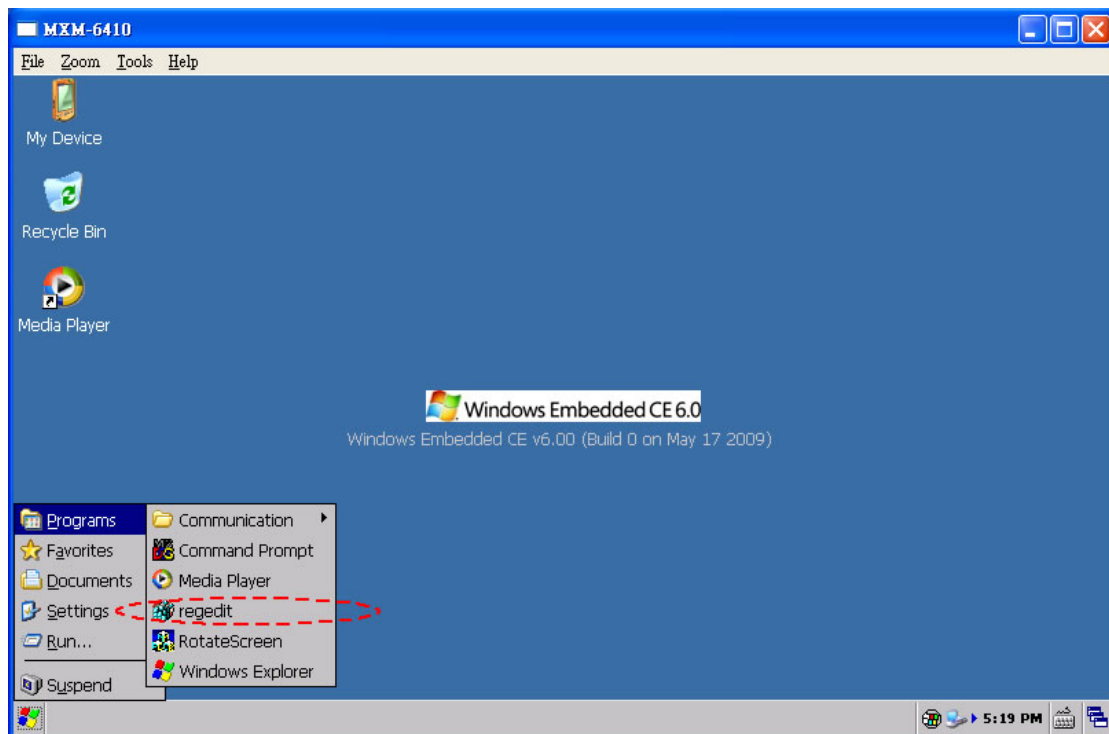 MXM-6410
File Zoom Tools Help
My Device
Recycle Bin
Media Player
Windows Embedded CE 6.0
Windows Embedded CE v6.00 (Build 0 on May 17 2009)
Programs
Favorites
Documents
Settings
Run...
Suspend
Communication
Command Prompt
Media Player
regedit
RotateScreen
Windows Explorer
5:19 PM